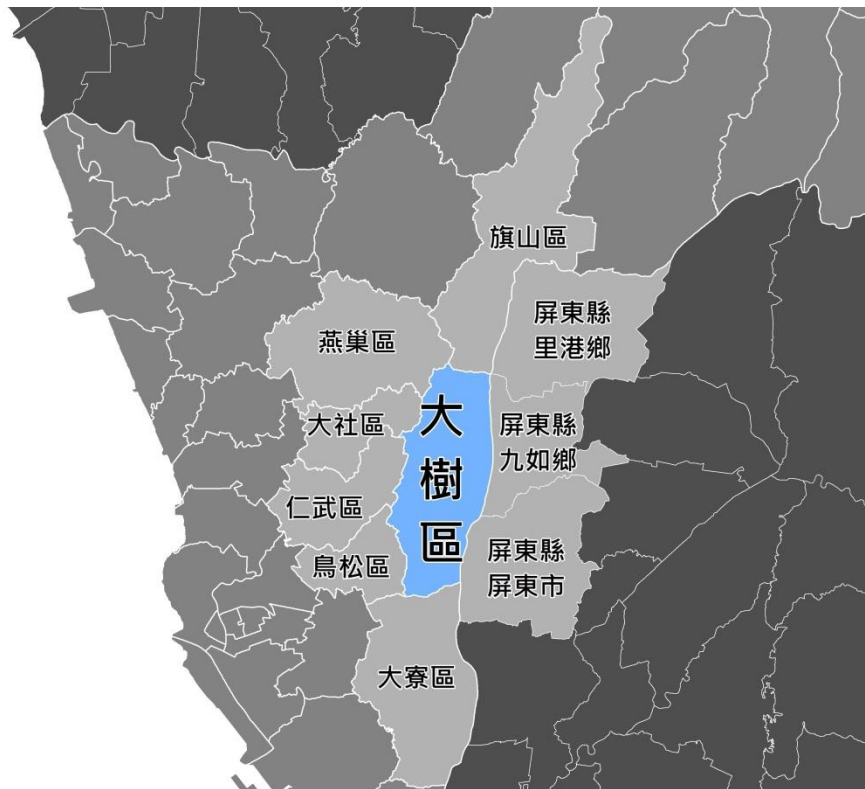 旗山區
屏東縣
里港鄉
燕巢區
大樹區
大社區
屏東縣
九如鄉
仁武區
鳥松區
屏東縣
屏東市
大寮區